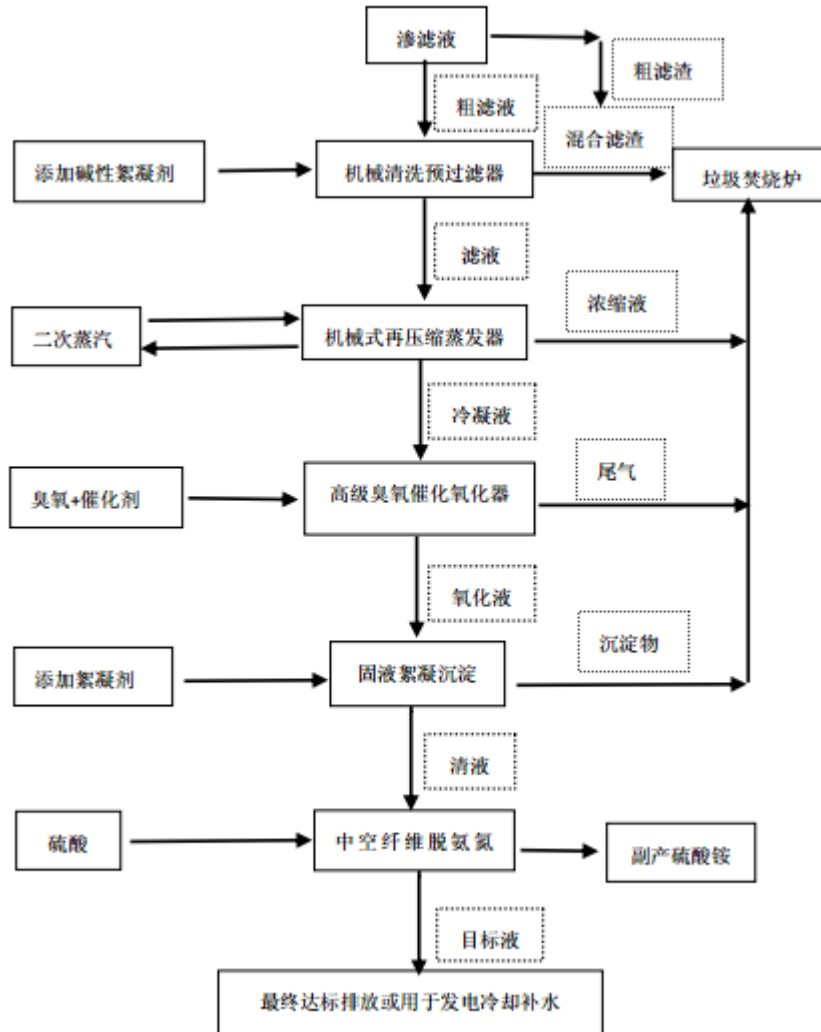 渗滤液
粗滤渣
粗滤液
混合滤渣
添加碱性絮凝剂
机械清洗预过滤器
垃圾焚烧炉
滤液
浓缩液
二次蒸汽
机械式再压缩蒸发器
冷凝液
尾气
臭氧+催化剂
高级臭氧催化氧化器
氧化液
沉淀物
添加絮凝剂
固液絮凝沉淀
清液
硫酸
中空纤维脱氨氮
副产硫酸铵
目标液
最终达标排放或用于发电冷却补水